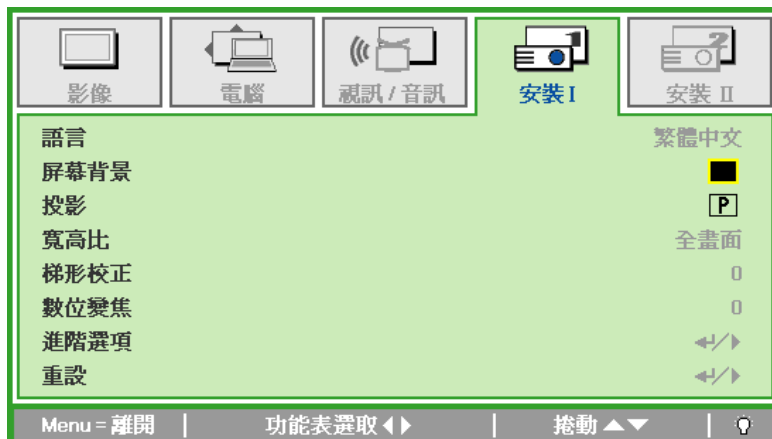 影像 電腦 視訊 / 音訊 安裝 I 安裝 II
語言 繁體中文
屏幕背景
投影 P
寬高比 全畫面
梯形校正 0
數位變焦 0
進階選項
重設
Menu = 離開 功能表選取 ◀▶ 捲動 ▲▼